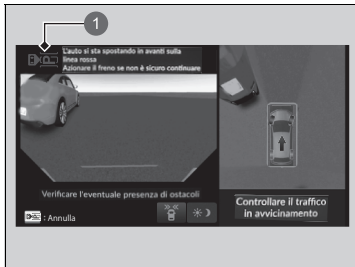 1
L'auto si sta spostando in avanti sulla
linea rossa
Azionare il freno se non è sicuro continuare
Verificare l'eventuale presenza di ostacoli
: Annulla
Controllare il traffico
in avvicinamento